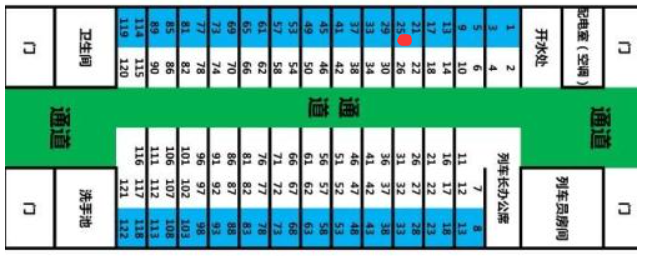 门
卫生间
119 114 89 85 81 77 73 69 65 61 57 53 49 45 41 37 33 29 25 21 17 13 9 5 3 1
120 115 90 86 82 78 74 70 66 62 58 54 50 46 42 38 34 30 26 22 18 14 10 6 4 2
开水处
配电室(空调)
门
通道
通道
通道
门
洗手池
116 111 106 101 96 91 86 81 76 71 66 61 56 51 46 41 36 31 26 21 16 11
121 117 112 107 102 97 92 87 82 77 72 67 62 57 52 47 42 37 32 27 22 17 12 7
122 118 113 108 103 98 93 88 83 78 73 68 63 58 53 48 43 38 33 28 23 18 13 8
列车长办公席
列车员房间
门